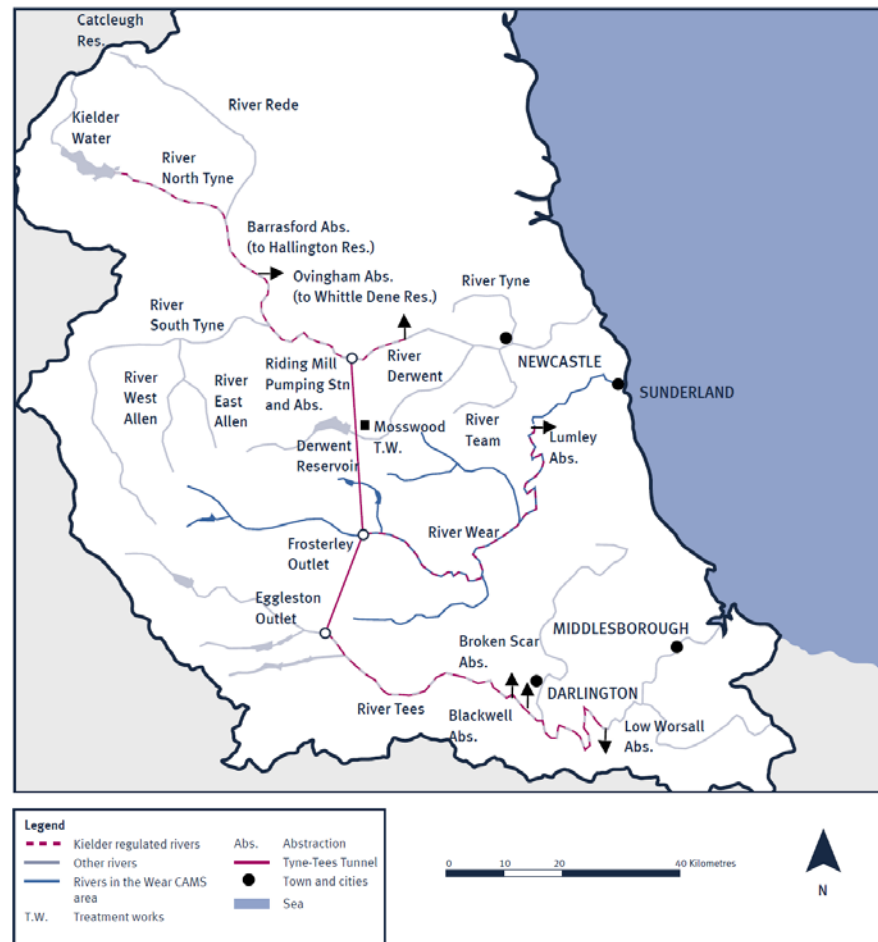 Catcleugh
Res.
River Rede
Kielder
Water
River
North Tyne
Barrasford Abs.
(to Hallington Res.)
Ovingham Abs.
(to Whittle Dene Res.)
River Tyne
River
South Tyne
NEWCASTLE
River
Derwent
Riding Mill
Pumping Stn
and Abs.
SUNDERLAND
River
West
Allen
River
East
Allen
Mosswood
T.W.
River
Team
Lumley
Abs.
Derwent
Reservoir
River Wear
Frosterley
Outlet
Eggleston
Outlet
MIDDLESBOROUGH
Broken Scar
Abs.
DARLINGTON
River Tees
Blackwell
Abs.
Low Worsall
Abs.
Legend
Kielder regulated rivers
Other rivers
Rivers in the Wear CAMS
area
T.W. Treatment works
Abs. Abstraction
Tyne-Tees Tunnel
Town and cities
Sea
0 10 20 40 Kilometres
N